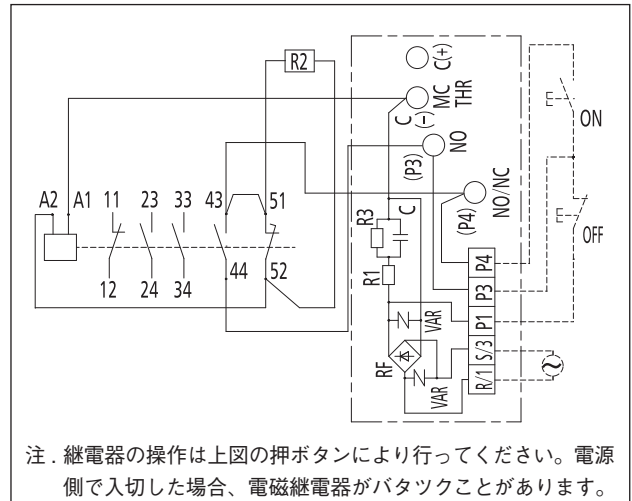 R2
C(+)
MC
THR
C
(-)
NO
(P3)
NO/NC
(P4)
ON
OFF
A2 A1 11 23 33 43 51
12 24 34 44 52
R3
C
R1
VAR
RF
VAR
P4
P3
P1
S/3
R/1
注．継電器の操作は上図の押ボタンにより行ってください。電源
側で入切した場合、電磁継電器がバタツクことがあります。